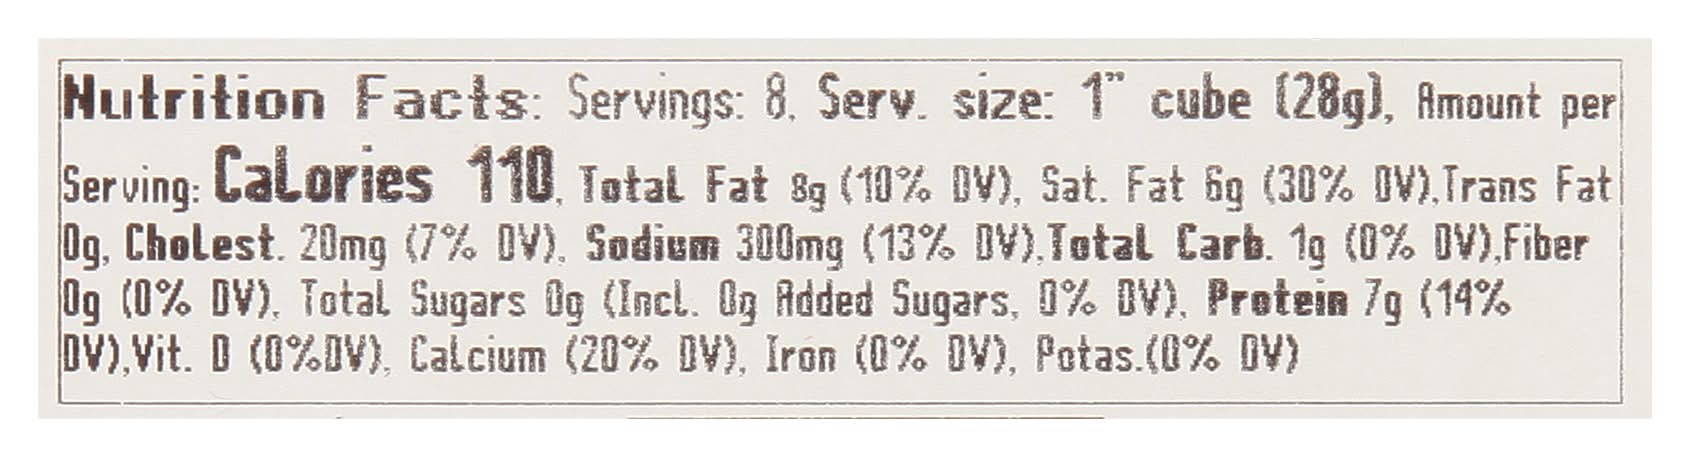 Nutrition Facts: Servings: 8, Serv. size: 1” cube (28g), Amount per
Serving: Calories 110, Total Fat 8g (10% DV), Sat. Fat 6g (30% DV),Trans Fat
0g, Cholest. 20mg (7% DV), Sodium 300mg (13% DV),Total Carb. 1g (0% DV),Fiber
0g (0% DV), Total Sugars 0g (Incl. 0g Added Sugars, 0% DV), Protein 7g (14%
DV),Vit. D (0%DV), Calcium (20% DV), Iron (0% DV), Potas.(0% DV)